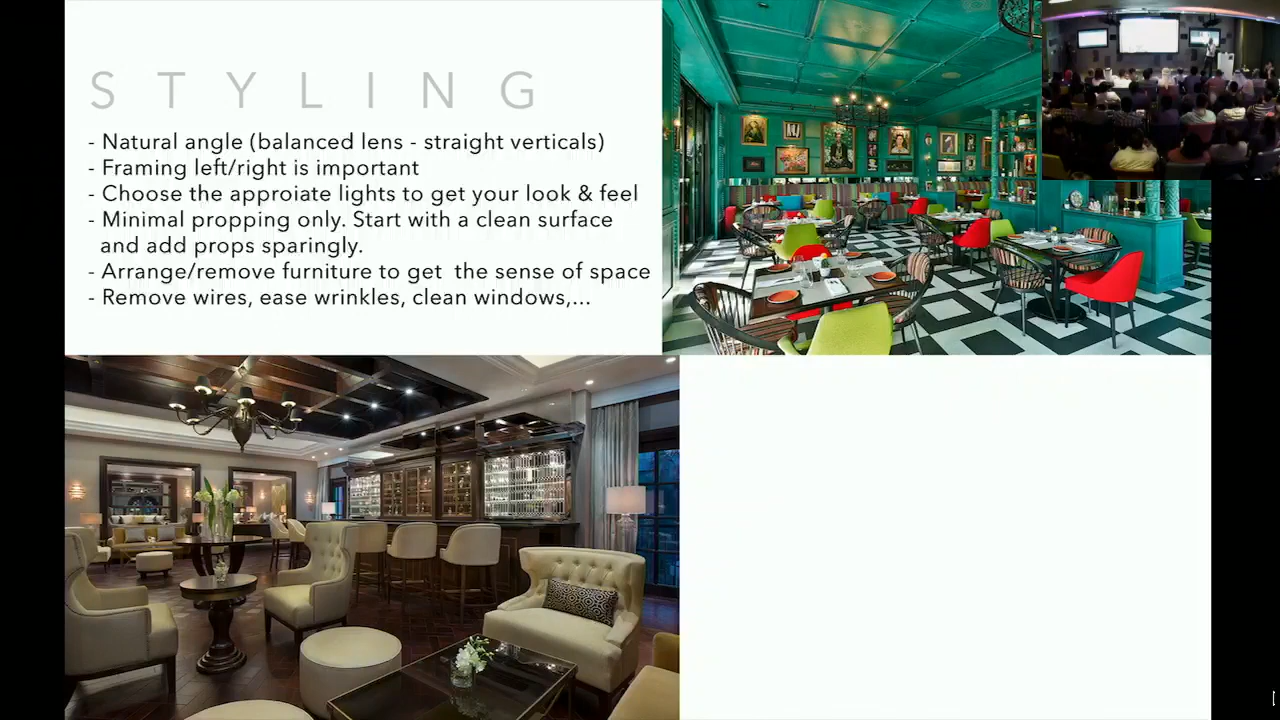 STYLING
- Natural angle (balanced lens - straight verticals)
- Framing left/right is important
- Choose the approiate lights to get your look & feel
- Minimal propping only. Start with a clean surface
and add props sparingly.
- Arrange/remove furniture to get the sense of space
- Remove wires, ease wrinkles, clean windows,...